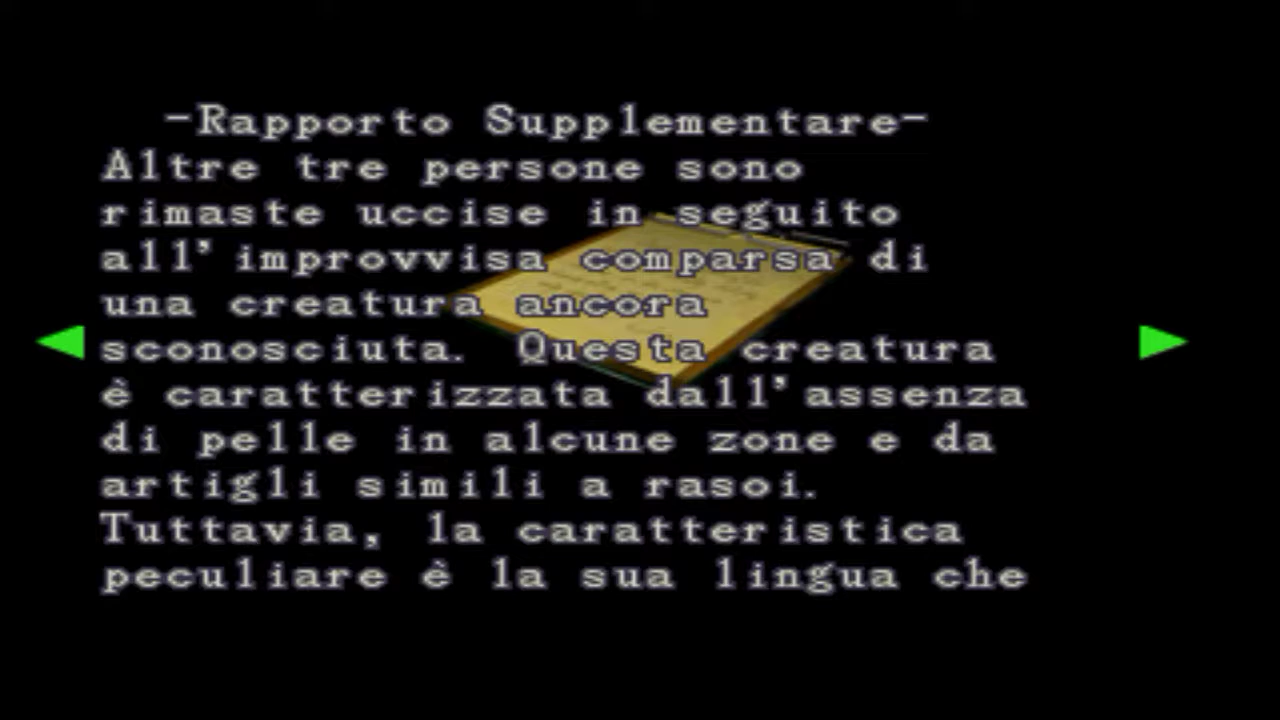 -Rapporto Supplementare-
Altre tre persone sono
rimaste uccise in seguito
all'improvvisa comparsa di
una creatura ancora
sconosciuta. Questa creatura
è caratterizzata dall'assenza
di pelle in alcune zone e da
artigli simili a rasoi.
Tuttavia, la caratteristica
peculiare è la sua lingua che